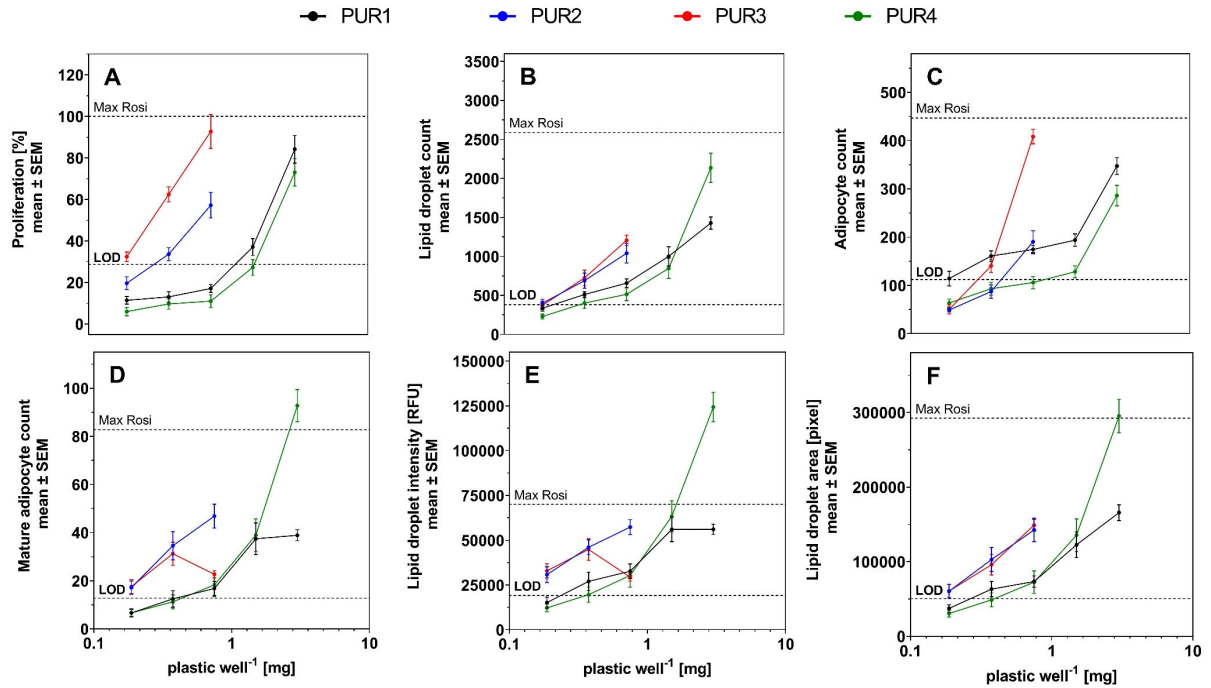 PUR1 PUR2 PUR3 PUR4
A
Proliferation [%]
mean ± SEM
120
100
80
60
40
20
0
Max Rosi
LOD
B
Lipid droplet count
mean ± SEM
3500
3000
2500
2000
1500
1000
500
0
Max Rosi
LOD
C
Adipocyte count
mean ± SEM
500
400
300
200
100
0
Max Rosi
LOD
D
Mature adipocyte count
mean ± SEM
100
80
60
40
20
0
Max Rosi
LOD
0.1 1 10
plastic well-1 [mg]
E
Lipid droplet intensity [RFU]
mean ± SEM
150000
125000
100000
75000
50000
25000
0
Max Rosi
LOD
0.1 1 10
plastic well-1 [mg]
F
Lipid droplet area [pixel]
mean ± SEM
300000
200000
100000
0
Max Rosi
LOD
0.1 1 10
plastic well-1 [mg]